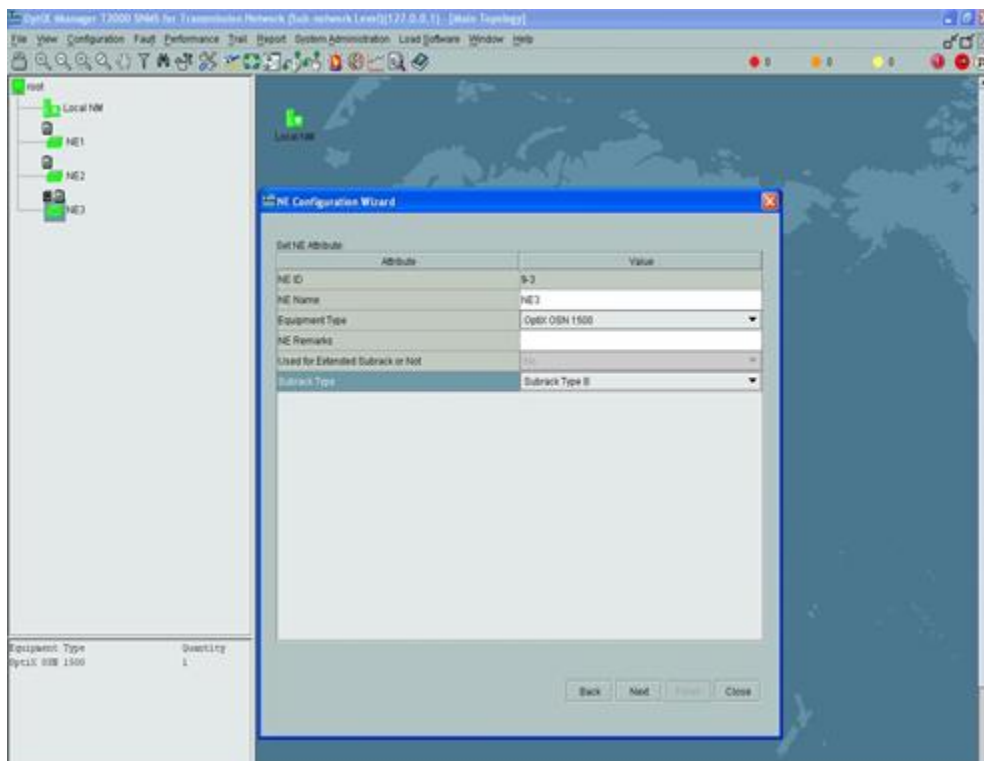 OptiX iManager T2000 SNMS for Transmission Network (Sub-network Level)(127.0.0.1) - [Main Topology]
File View Configuration Fault Performance Trail Report System Administration Load Software Window Help
root
Local NM
NE1
NE2
NE3
Local NM
NE Configuration Wizard
Set NE Attribute
Attribute Value
NE ID 9-3
NE Name NE3
Equipment Type OptiX OSN 1500
NE Remarks
Used for Extended Subrack or Not No
Subrack Type Subrack Type B
Equipment Type Quantity
OptiX OSN 1500 1
Back Next Finish Close